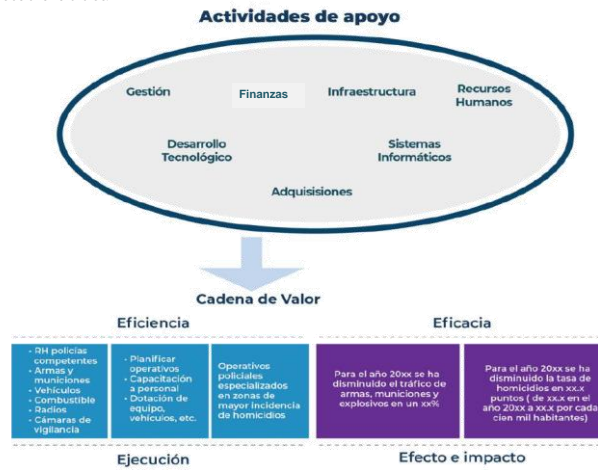 Actividades de apoyo
Gestión
Finanzas
Infraestructura
Recursos
Humanos
Desarrollo
Tecnológico
Sistemas
Informáticos
Adquisisiones
Cadena de Valor
Eficiencia
Eficacia
• RH policías
competentes
• Armas y
municiones
• Vehículos
• Combustible
• Radios
• Cámaras de
vigilancia
• Planificar
operativos
• Capacitación
a personal
• Dotación de
equipo,
vehículos, etc.
Operativos
policiales
especializados
en zonas de
mayor incidencia
de homicidios
Para el año 20xx se ha
disminuido el tráfico de
armas, municiones y
explosivos en un xx%
Para el año 20xx se ha
disminuido la tasa de
homicidios en xx.x
puntos ( de xx.x en el
año 20xx a xx.x por cada
cien mil habitantes)
Ejecución
Efecto e impacto